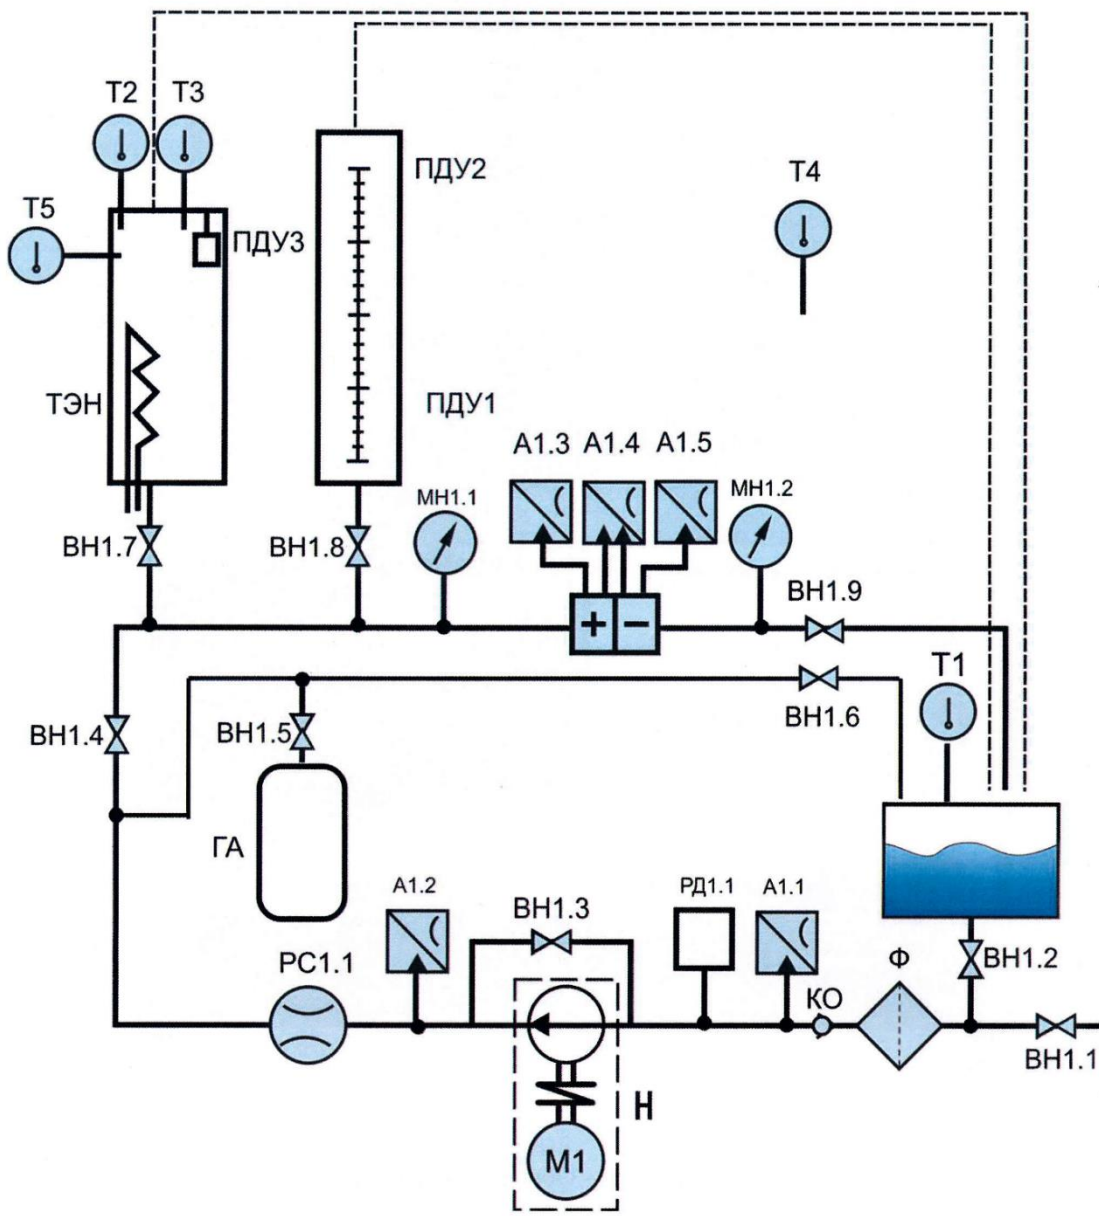 Т2
Т3
ПДУ2
Т4
Т5
ПДУ3
ТЭН
ПДУ1
А1.3
А1.4
А1.5
МН1.1
МН1.2
ВН1.7
ВН1.8
ВН1.9
+
−
Т1
ВН1.4
ВН1.5
ВН1.6
ГА
А1.2
ВН1.3
РД1.1
А1.1
РС1.1
КО
Ф
ВН1.2
ВН1.1
Н
М1